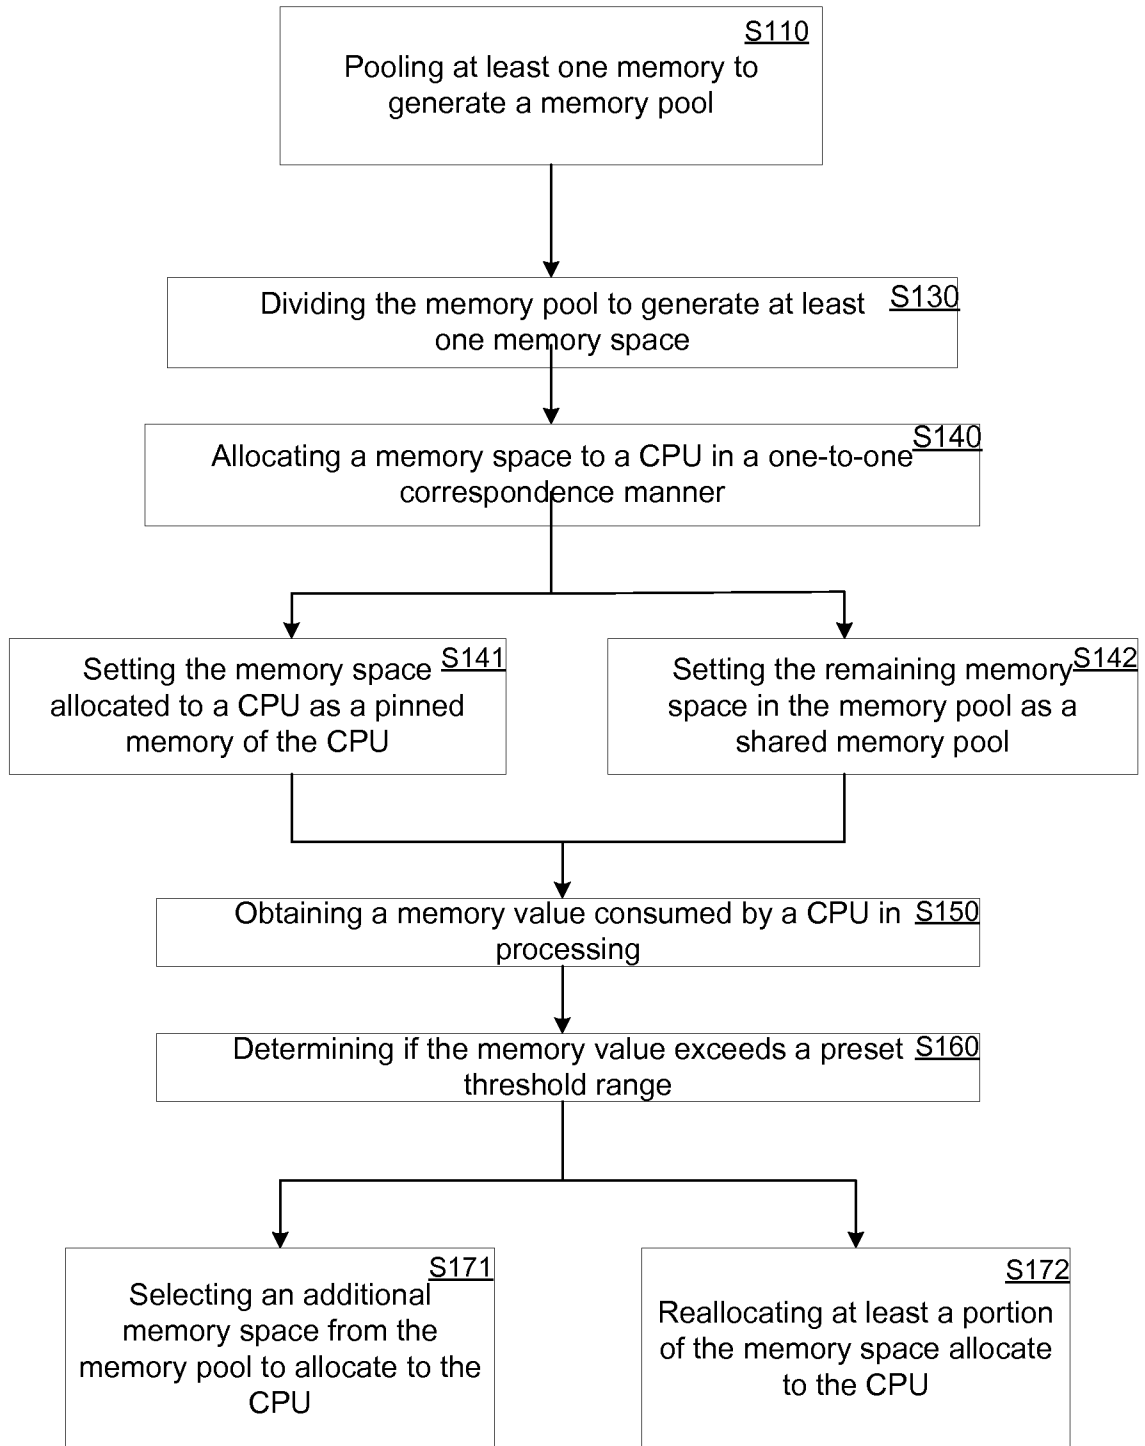 S110
Pooling at least one memory to
generate a memory pool
Dividing the memory pool to generate at least S130
one memory space
Allocating a memory space to a CPU in a one-to-one S140
correspondence manner
Setting the memory space S141
allocated to a CPU as a pinned
memory of the CPU
Setting the remaining memory S142
space in the memory pool as a
shared memory pool
Obtaining a memory value consumed by a CPU in S150
processing
Determining if the memory value exceeds a preset S160
threshold range
S171
Selecting an additional
memory space from the
memory pool to allocate to the
CPU
S172
Reallocating at least a portion
of the memory space allocate
to the CPU